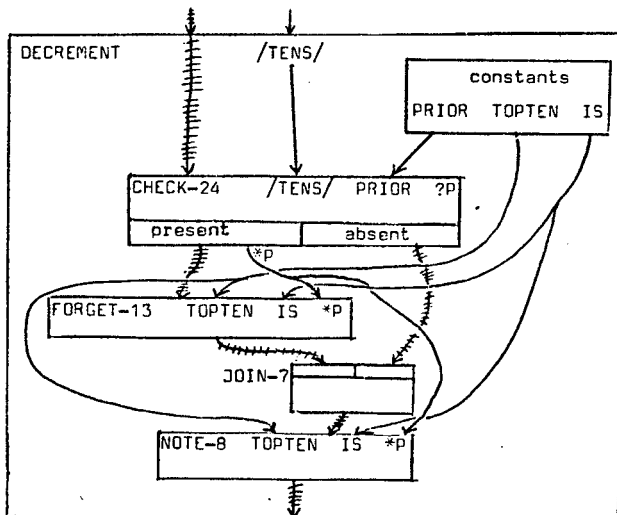 DECREMENT /TENS/
constants
PRIOR TOPTEN IS
CHECK-24 /TENS/ PRIOR ?P
present absent
*P
FORGET-13 TOPTEN IS *P
JOIN-7
NOTE-8 TOPTEN IS *P